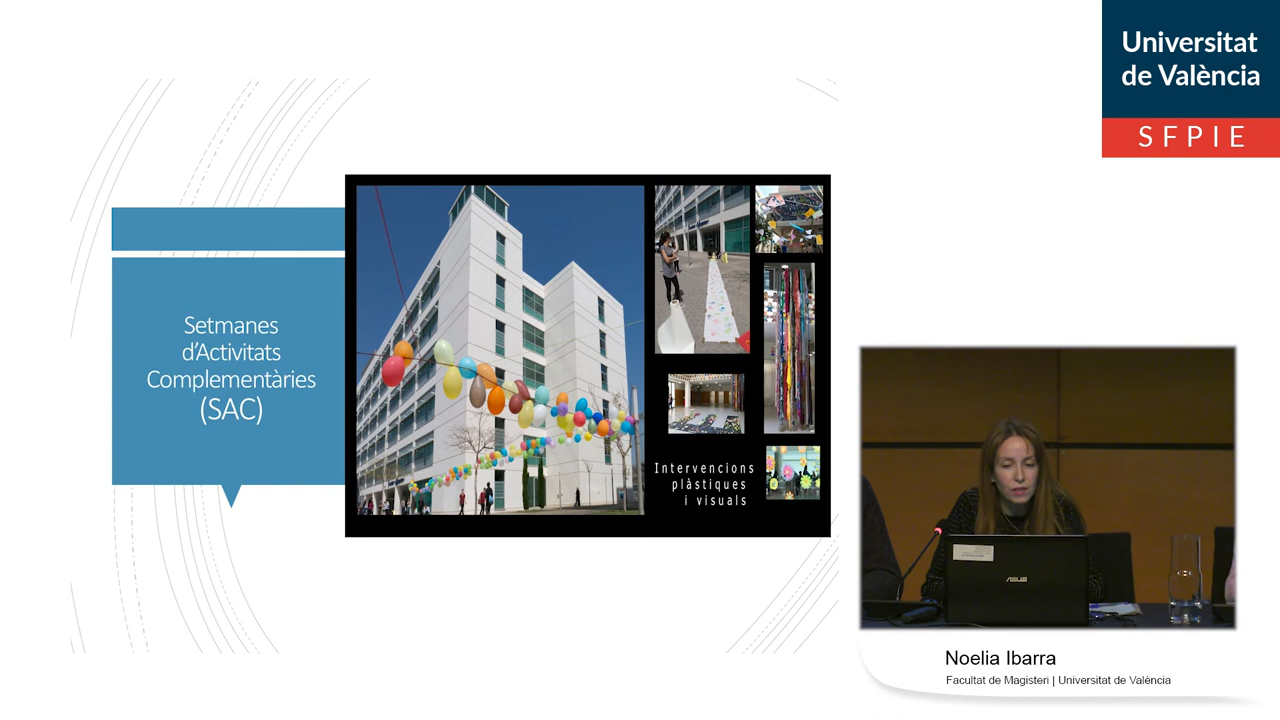 Universitat
de València
SFPIE
Setmanes
d'Activitats
Complementàries
(SAC)
Intervencions
plàstiques
i visuals
ASUS
Noelia Ibarra
Facultat de Magisteri | Universitat de València